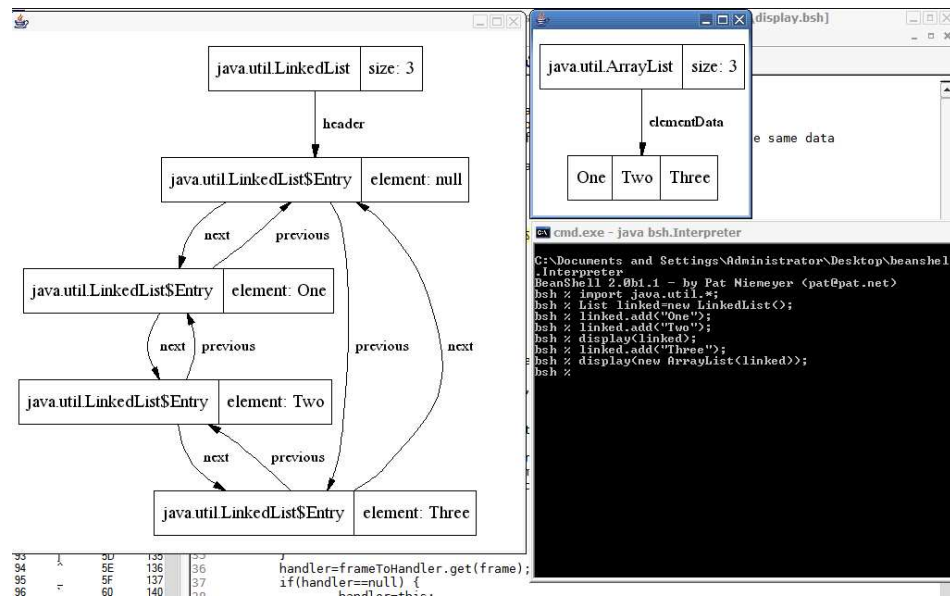 java.util.LinkedList size: 3
header
java.util.LinkedList$Entry element: null
next previous
java.util.LinkedList$Entry element: One
next previous next
java.util.LinkedList$Entry element: Two
next previous
java.util.LinkedList$Entry element: Three
display.bsh]
java.util.ArrayList size: 3
elementData
One Two Three
e same data
cmd.exe - java bsh.Interpreter
C:\Documents and Settings\Administrator\Desktop\beanshel
.Interpreter
BeanShell 2.0b1.1 - by Pat Niemeyer (pat@pat.net)
bsh % import java.util.*;
bsh % List linked=new LinkedList();
bsh % linked.add("One");
bsh % linked.add("Two");
bsh % display(linked);
bsh % linked.add("Three");
bsh % display(new ArrayList(linked));
bsh %
93 ] 5D 135 35 }
94 ^ 5E 136 36 handler=frameToHandler.get(frame);
95 _ 5F 137 37 if(handler==null) {
96 60 140 handler=this;